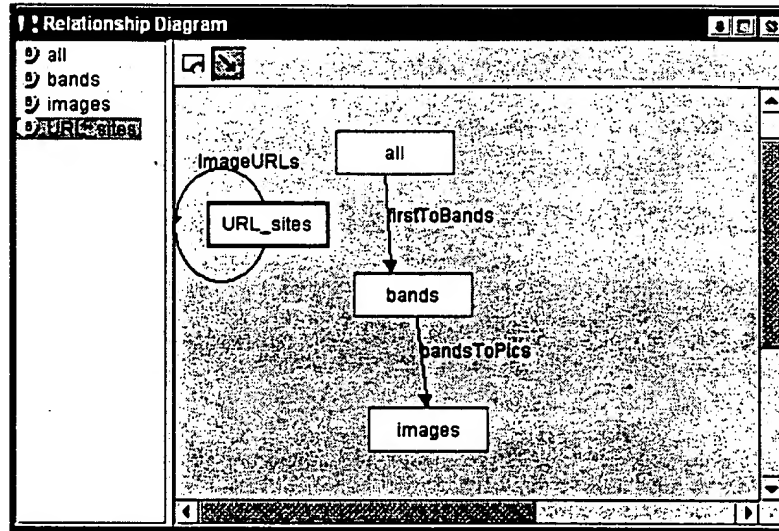 Relationship Diagram
all
bands
images
URL_sites
ImageURLs
all
URL_sites
firstToBands
bands
bandsToPics
images